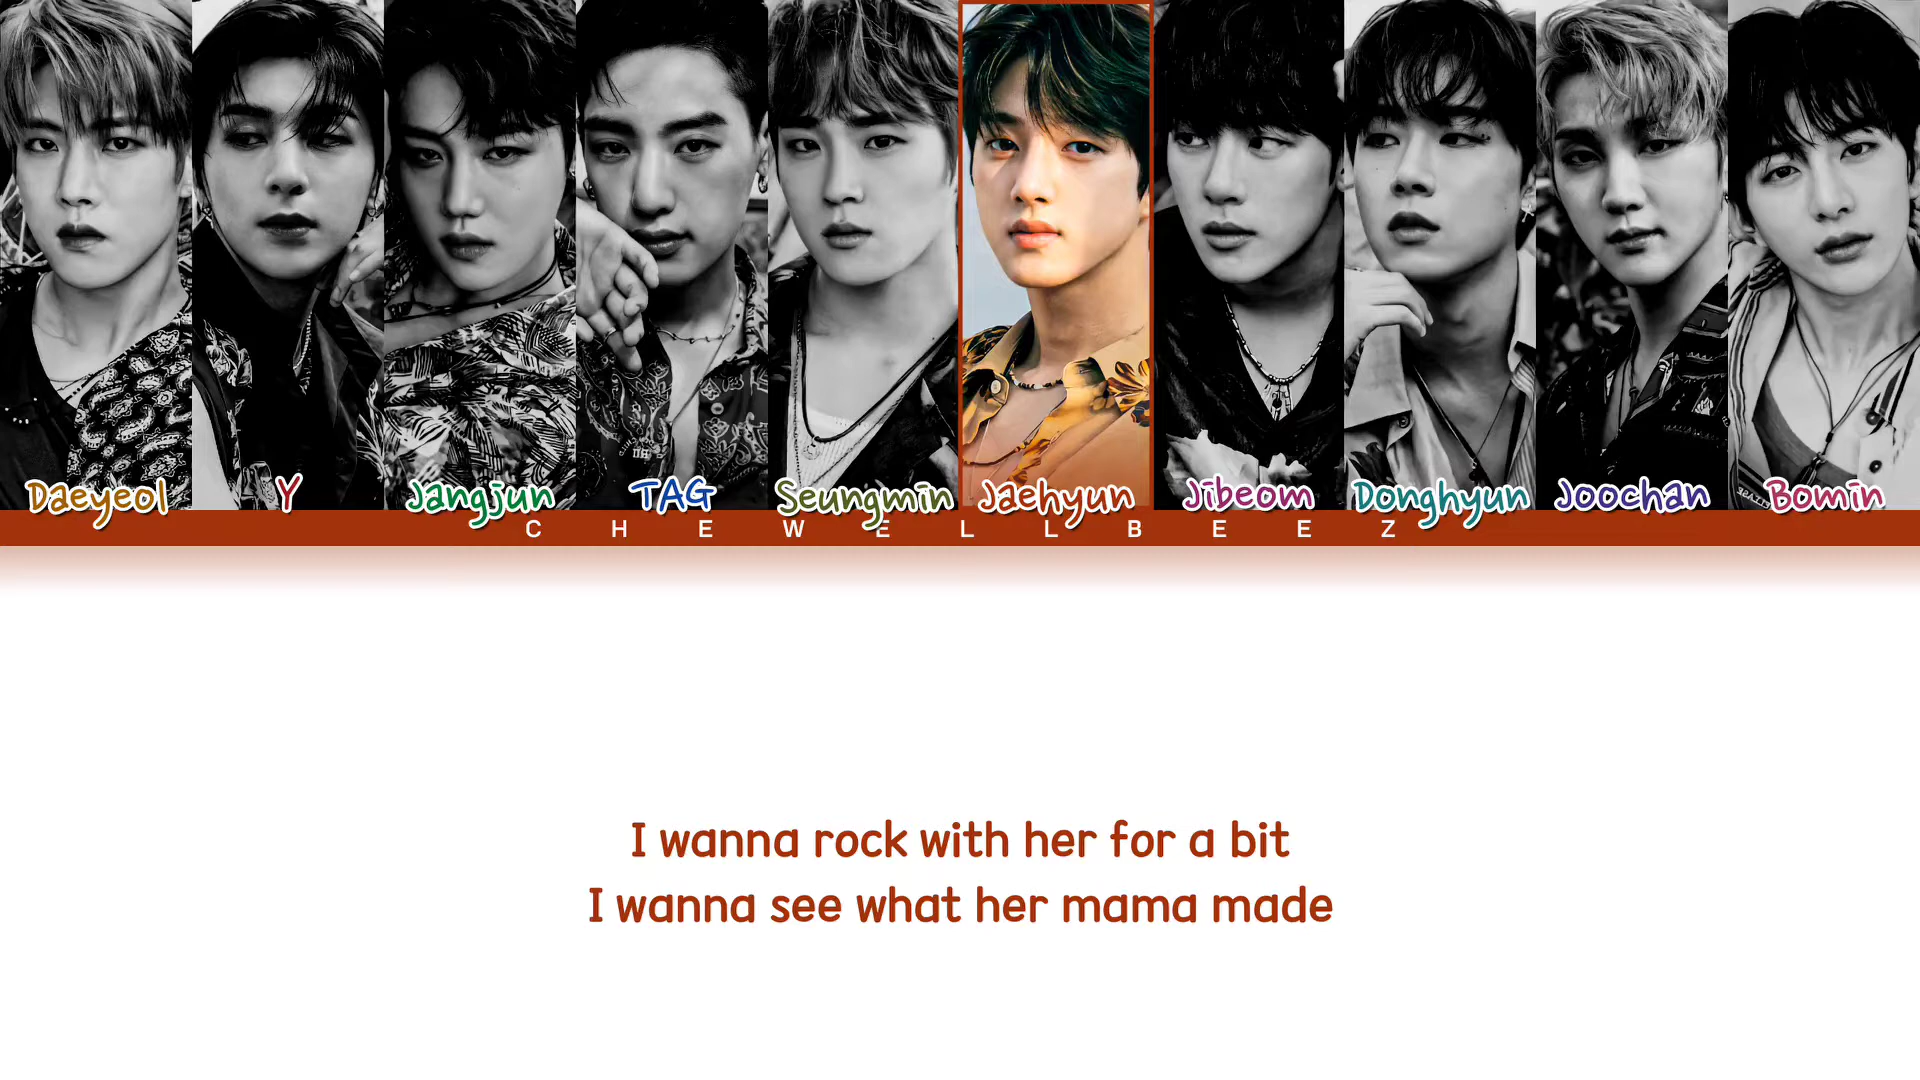 Daeyeol Y Jangjun TAG Seungmin Jaehyun Jibeom Donghyun Joochan Bomin
CHEWELLBEEZ
I wanna rock with her for a bit
I wanna see what her mama made